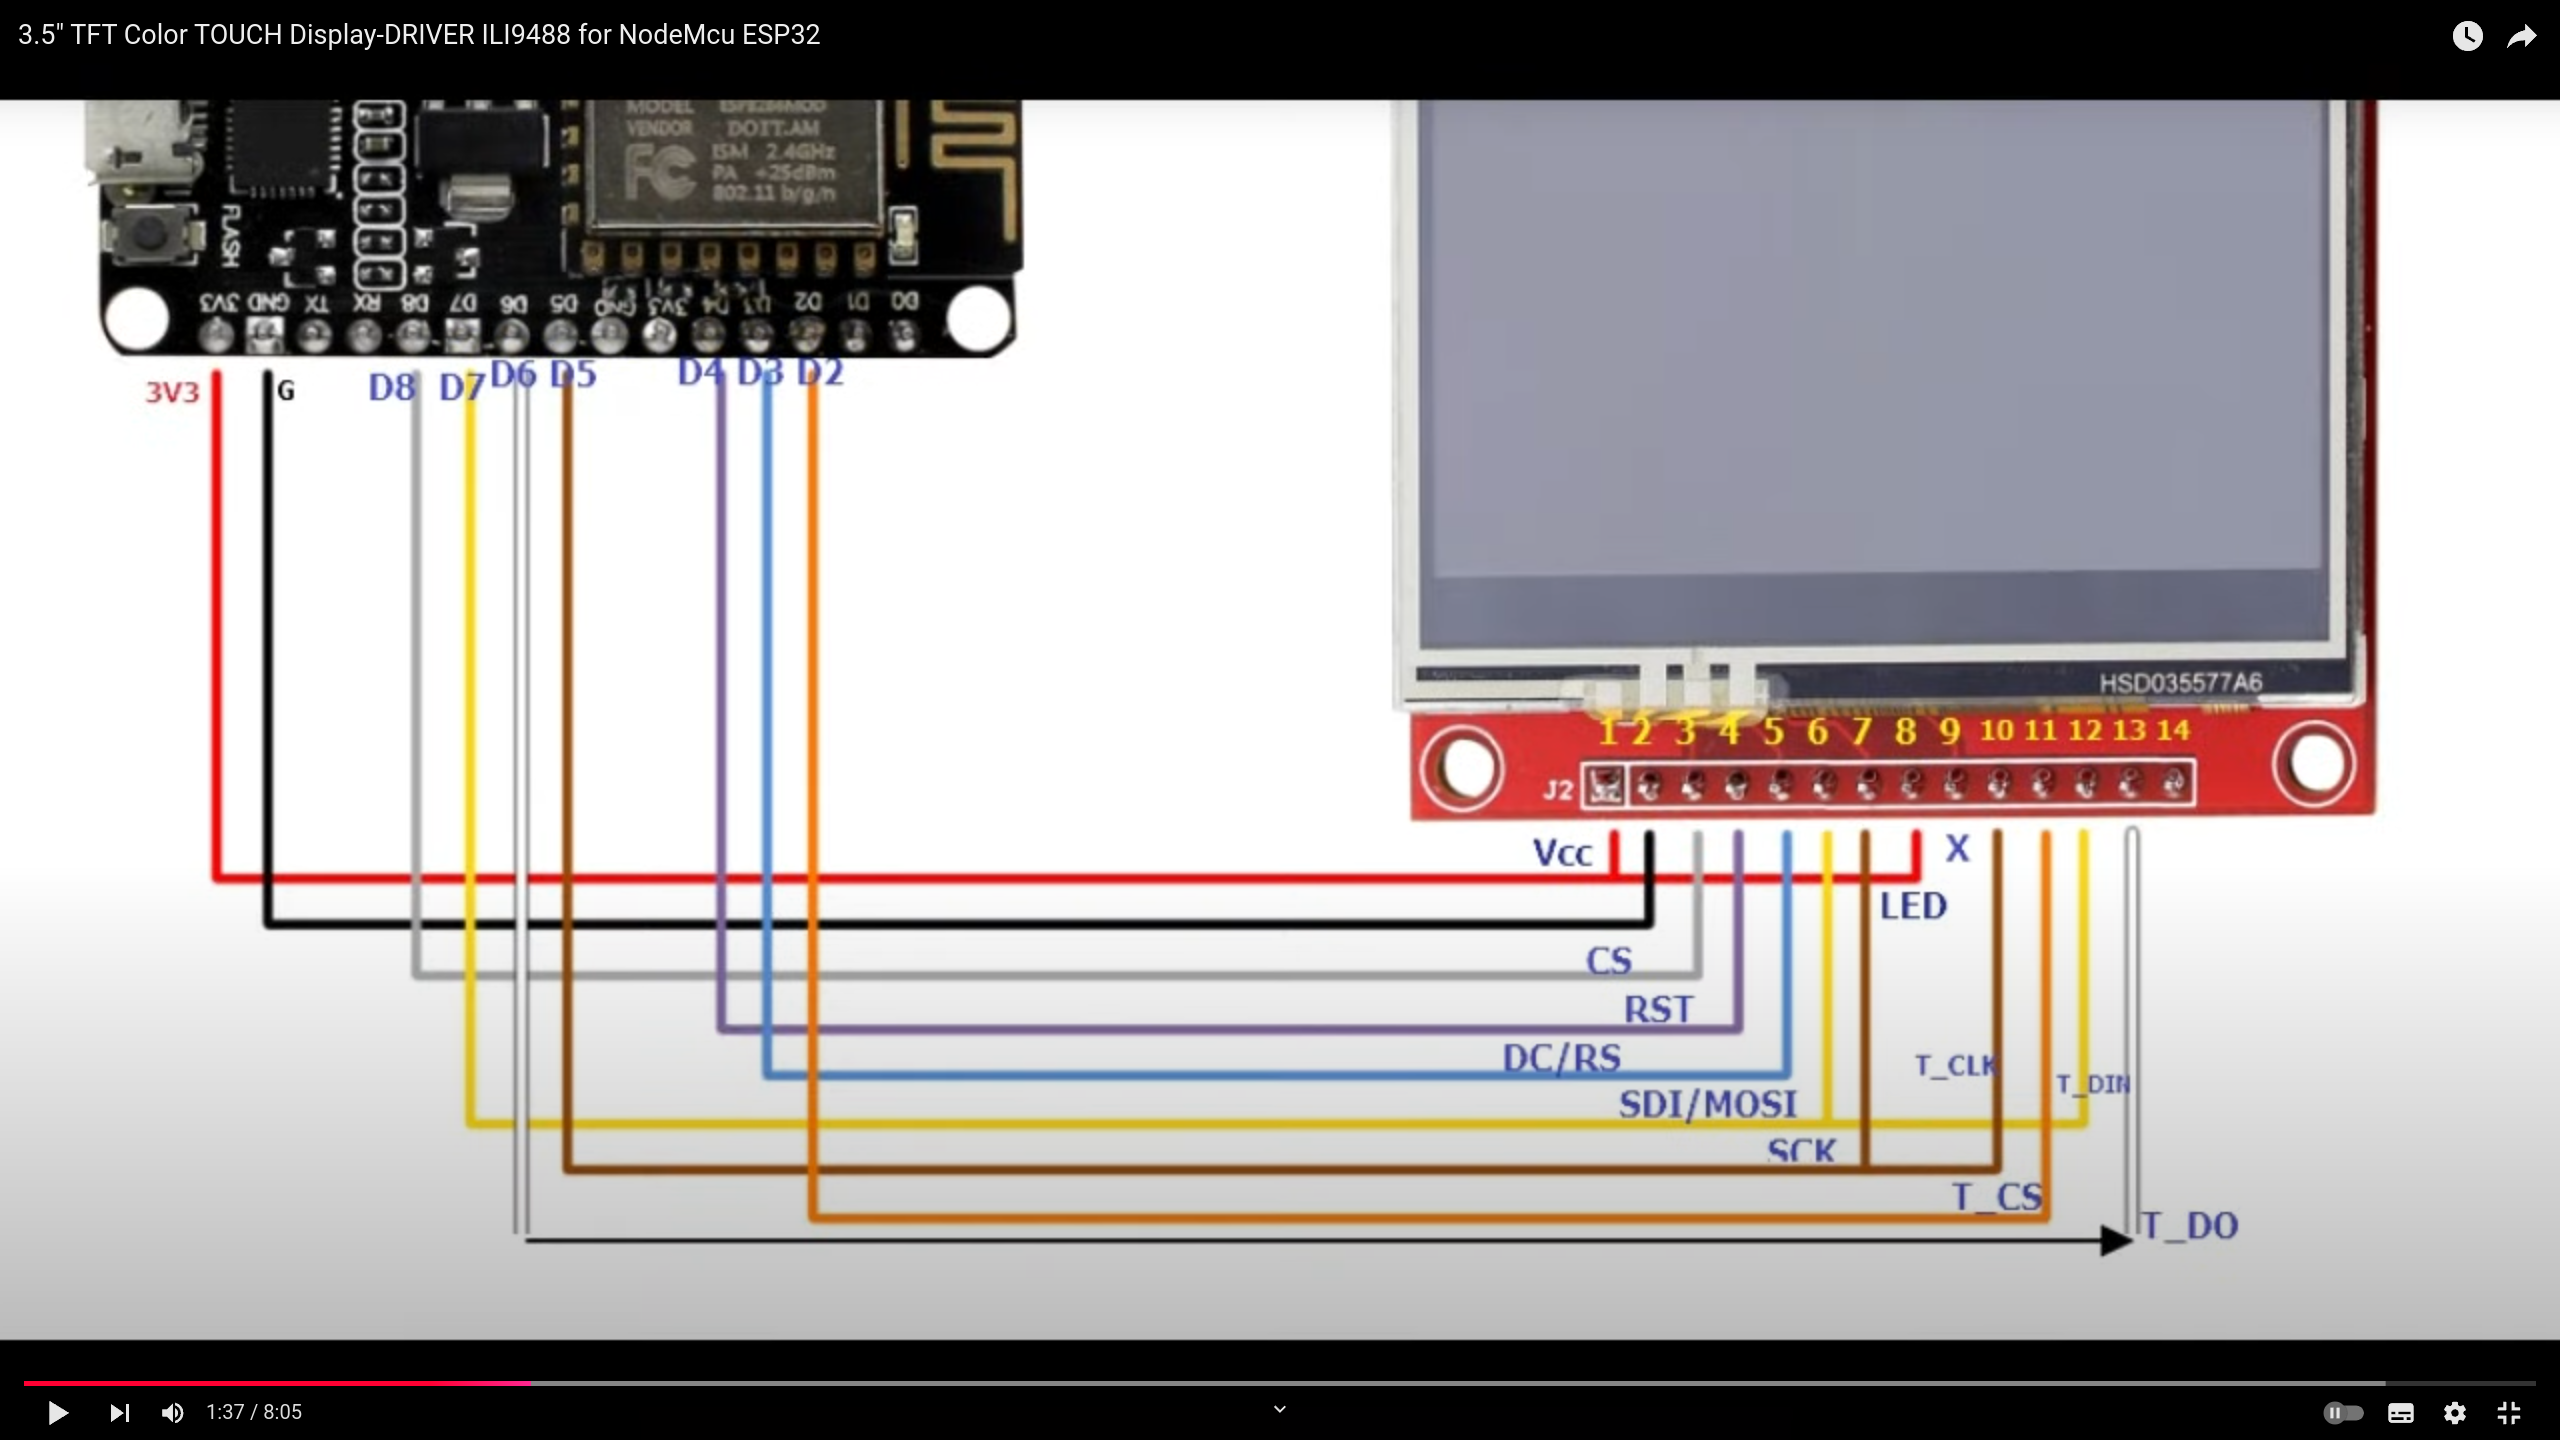 3.5" TFT Color TOUCH Display-DRIVER ILI9488 for NodeMcu ESP32
MODEL ESP8266MOD
VENDOR DOIT.AM
ISM 2.4GHz
PA +25dBm
802.11 b/g/n
FC
FLASH
3V3 GND TX RX D8 D7 D6 D5 GND 3V3 D4 D3 D2 D1 D0
3V3 G D8 D7 D6 D5 D4 D3 D2
HSD035577A6
1 2 3 4 5 6 7 8 9 10 11 12 13 14
J2
Vcc
X
LED
CS
RST
DC/RS
T_CLK
T_DIN
SDI/MOSI
SCK
T_CS
T_DO
1:37 / 8:05